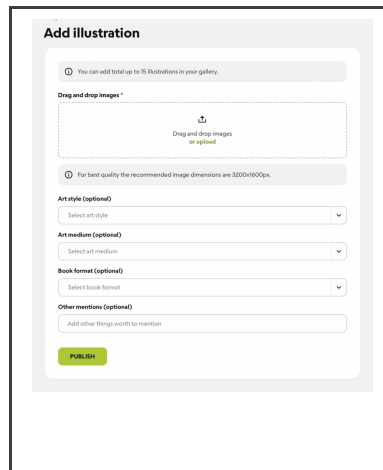 Add illustration
You can add total up to 15 illustrations in your gallery.
Drag and drop images *
Drag and drop images
or upload
For best quality the recommended image dimensions are 3200x1600px.
Art style (optional)
Select art style
Art medium (optional)
Select art medium
Book format (optional)
Select book format
Other mentions (optional)
Add other things worth to mention
PUBLISH